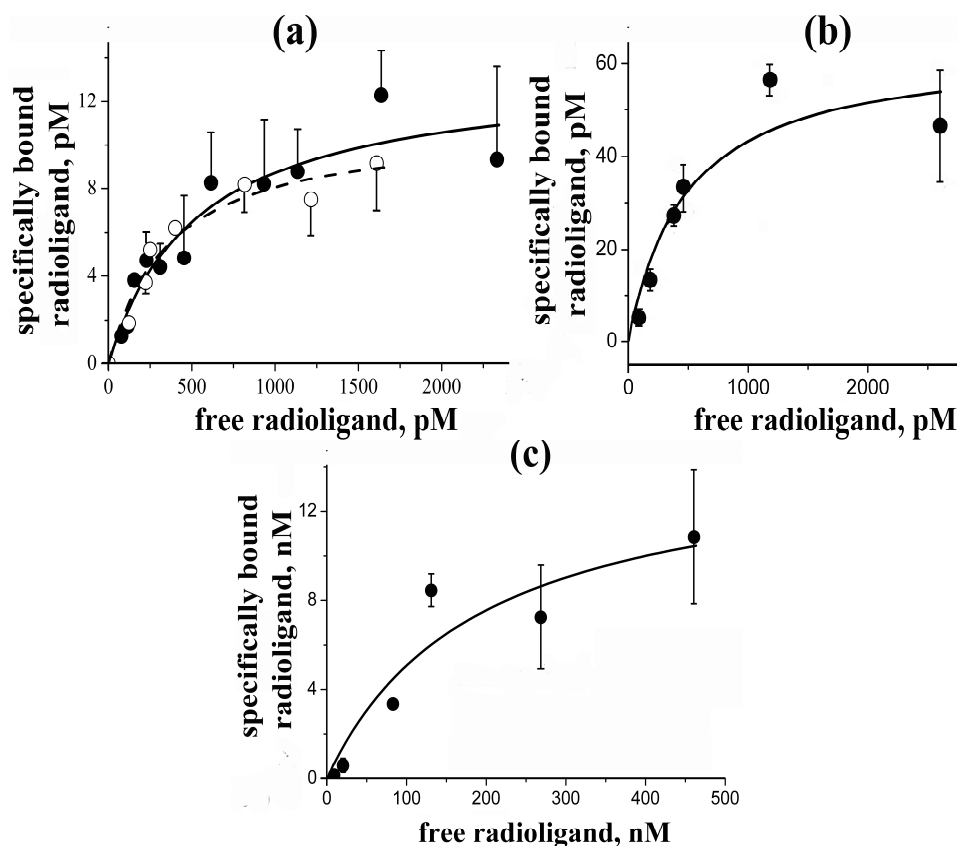 (a)
specifically bound
radioligand, pM
12
8
4
0
0 500 1000 1500 2000
free radioligand, pM
(b)
specifically bound
radioligand, pM
60
40
20
0
0 1000 2000
free radioligand, pM
(c)
specifically bound
radioligand, nM
12
8
4
0
0 100 200 300 400 500
free radioligand, nM